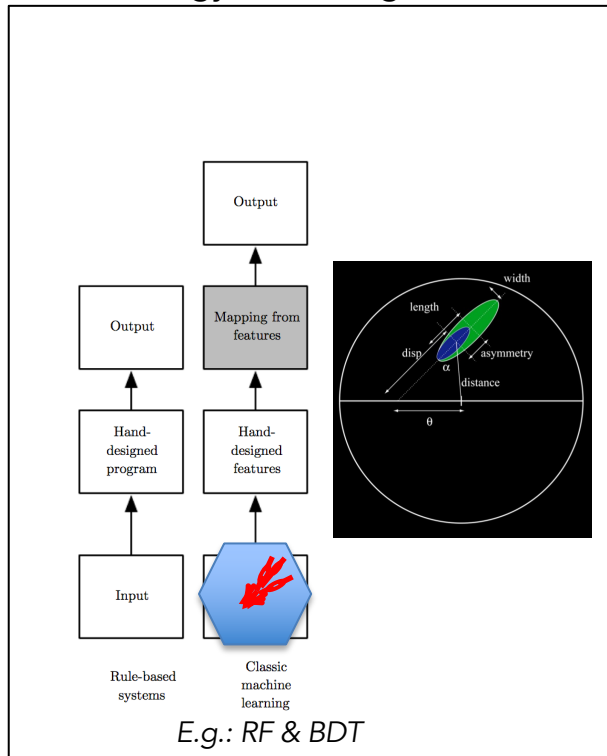 Output
Output
Mapping from
features
Hand-
designed
program
Hand-
designed
features
Input
Rule-based
systems
Classic
machine
learning
E.g.: RF & BDT
width
length
disp
asymmetry
α
distance
θ